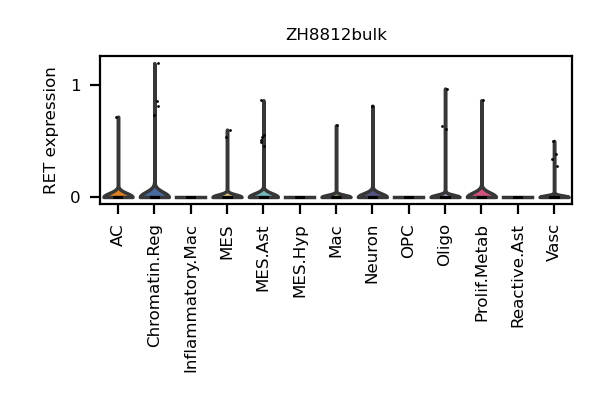 ZH8812bulk
RET expression
1
0
AC
Chromatin.Reg
Inflammatory.Mac
MES
MES.Ast
MES.Hyp
Mac
Neuron
OPC
Oligo
Prolif.Metab
Reactive.Ast
Vasc